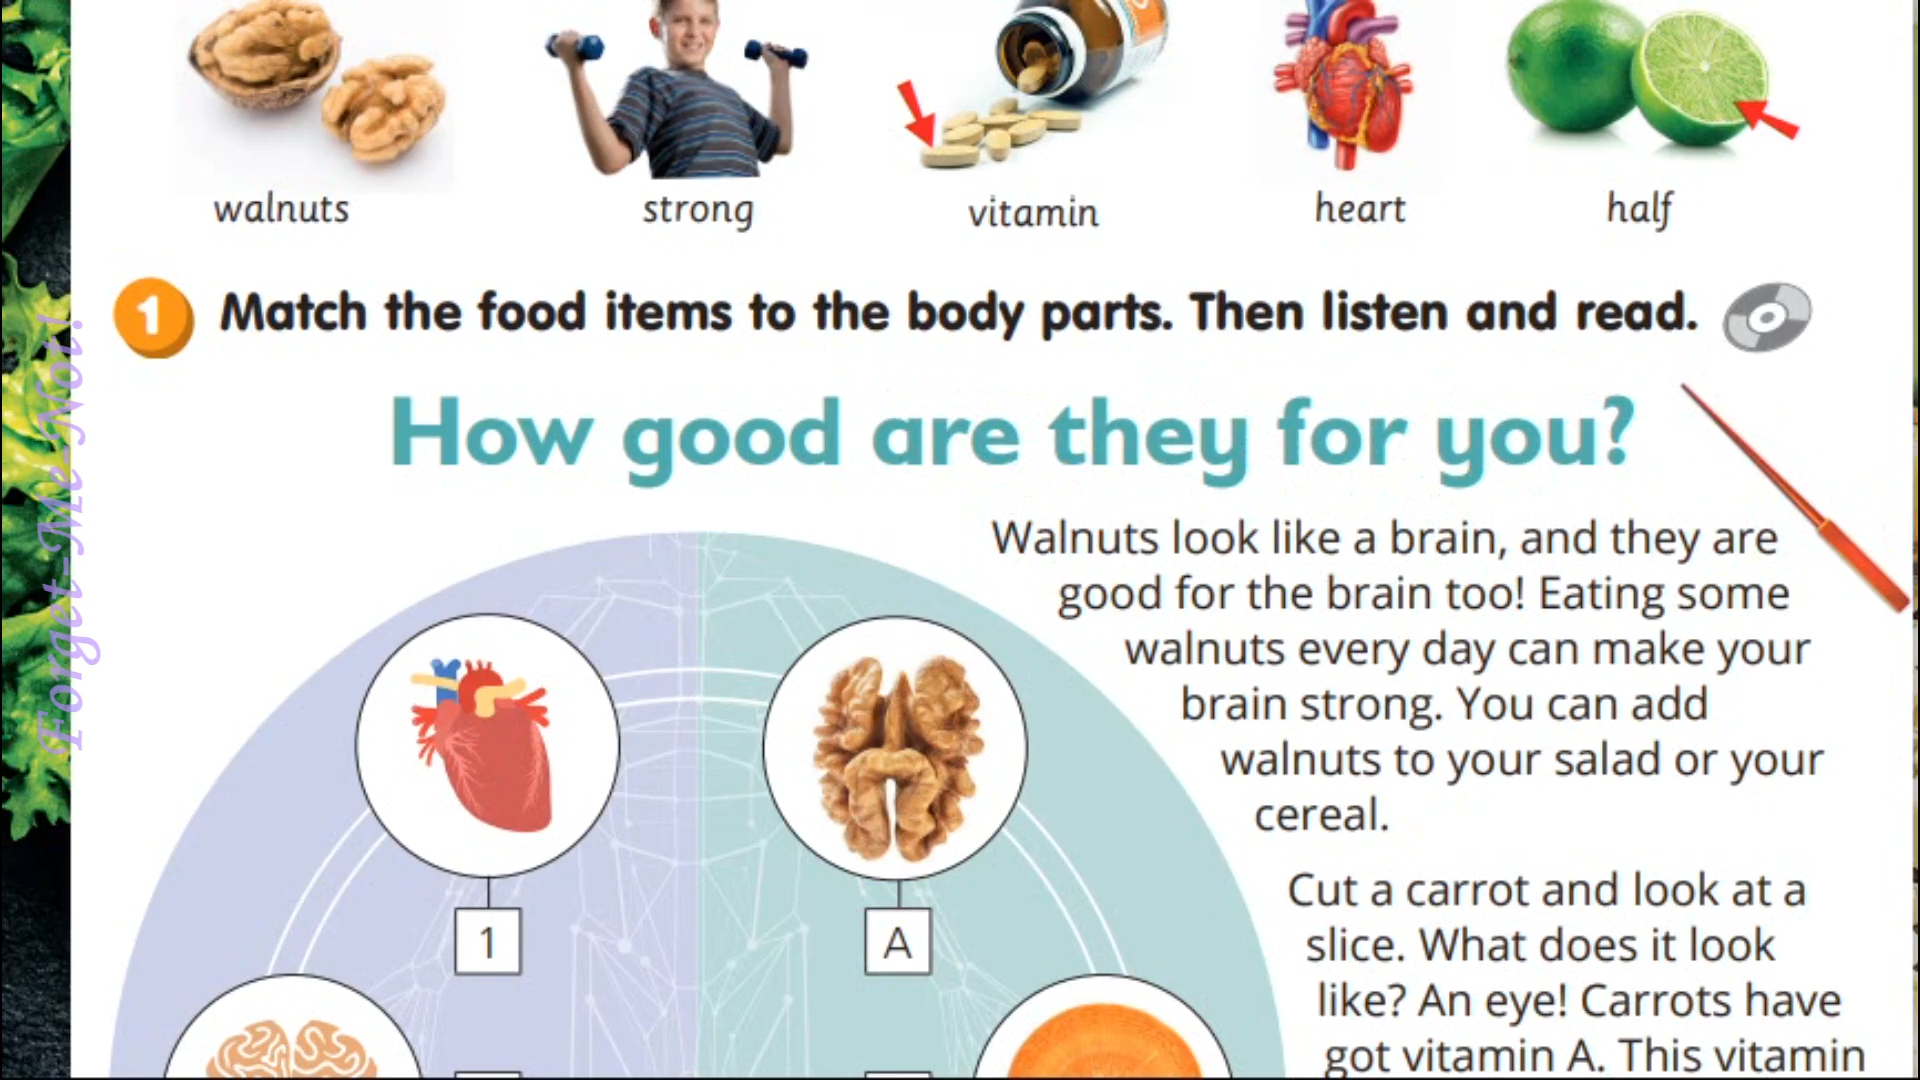 walnuts
strong
vitamin
heart
half
1 Match the food items to the body parts. Then listen and read.
How good are they for you?
Walnuts look like a brain, and they are
good for the brain too! Eating some
walnuts every day can make your
brain strong. You can add
walnuts to your salad or your
cereal.
Cut a carrot and look at a
slice. What does it look
like? An eye! Carrots have
got vitamin A. This vitamin
1
A
Forget-Me-Not!